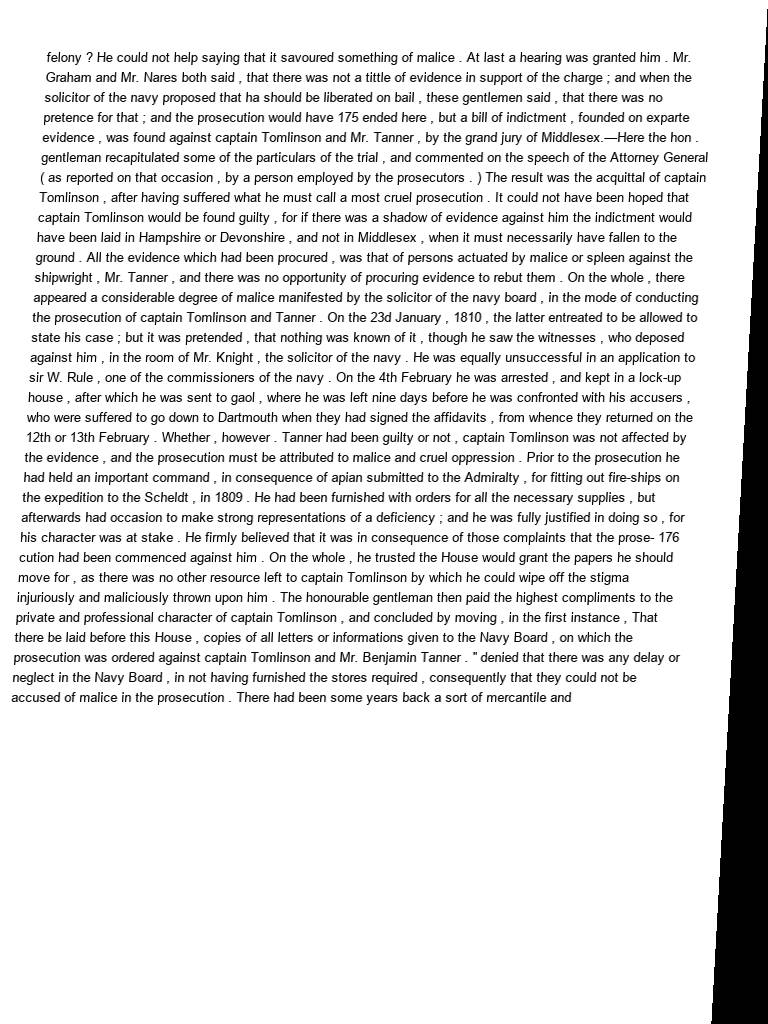 felony ? He could not help saying that it savoured something of malice . At last a hearing was granted him . Mr.
Graham and Mr. Nares both said , that there was not a tittle of evidence in support of the charge ; and when the
solicitor of the navy proposed that ha should be liberated on bail , these gentlemen said , that there was no
pretence for that ; and the prosecution would have 175 ended here , but a bill of indictment , founded on exparte
evidence , was found against captain Tomlinson and Mr. Tanner , by the grand jury of Middlesex.—Here the hon .
gentleman recapitulated some of the particulars of the trial , and commented on the speech of the Attorney General
( as reported on that occasion , by a person employed by the prosecutors . ) The result was the acquittal of captain
Tomlinson , after having suffered what he must call a most cruel prosecution . It could not have been hoped that
captain Tomlinson would be found guilty , for if there was a shadow of evidence against him the indictment would
have been laid in Hampshire or Devonshire , and not in Middlesex , when it must necessarily have fallen to the
ground . All the evidence which had been procured , was that of persons actuated by malice or spleen against the
shipwright , Mr. Tanner , and there was no opportunity of procuring evidence to rebut them . On the whole , there
appeared a considerable degree of malice manifested by the solicitor of the navy board , in the mode of conducting
the prosecution of captain Tomlinson and Tanner . On the 23d January , 1810 , the latter entreated to be allowed to
state his case ; but it was pretended , that nothing was known of it , though he saw the witnesses , who deposed
against him , in the room of Mr. Knight , the solicitor of the navy . He was equally unsuccessful in an application to
sir W. Rule , one of the commissioners of the navy . On the 4th February he was arrested , and kept in a lock-up
house , after which he was sent to gaol , where he was left nine days before he was confronted with his accusers ,
who were suffered to go down to Dartmouth when they had signed the affidavits , from whence they returned on the
12th or 13th February . Whether , however . Tanner had been guilty or not , captain Tomlinson was not affected by
the evidence , and the prosecution must be attributed to malice and cruel oppression . Prior to the prosecution he
had held an important command , in consequence of apian submitted to the Admiralty , for fitting out fire-ships on
the expedition to the Scheldt , in 1809 . He had been furnished with orders for all the necessary supplies , but
afterwards had occasion to make strong representations of a deficiency ; and he was fully justified in doing so , for
his character was at stake . He firmly believed that it was in consequence of those complaints that the prose- 176
cution had been commenced against him . On the whole , he trusted the House would grant the papers he should
move for , as there was no other resource left to captain Tomlinson by which he could wipe off the stigma
injuriously and maliciously thrown upon him . The honourable gentleman then paid the highest compliments to the
private and professional character of captain Tomlinson , and concluded by moving , in the first instance , That
there be laid before this House , copies of all letters or informations given to the Navy Board , on which the
prosecution was ordered against captain Tomlinson and Mr. Benjamin Tanner . " denied that there was any delay or
neglect in the Navy Board , in not having furnished the stores required , consequently that they could not be
accused of malice in the prosecution . There had been some years back a sort of mercantile and